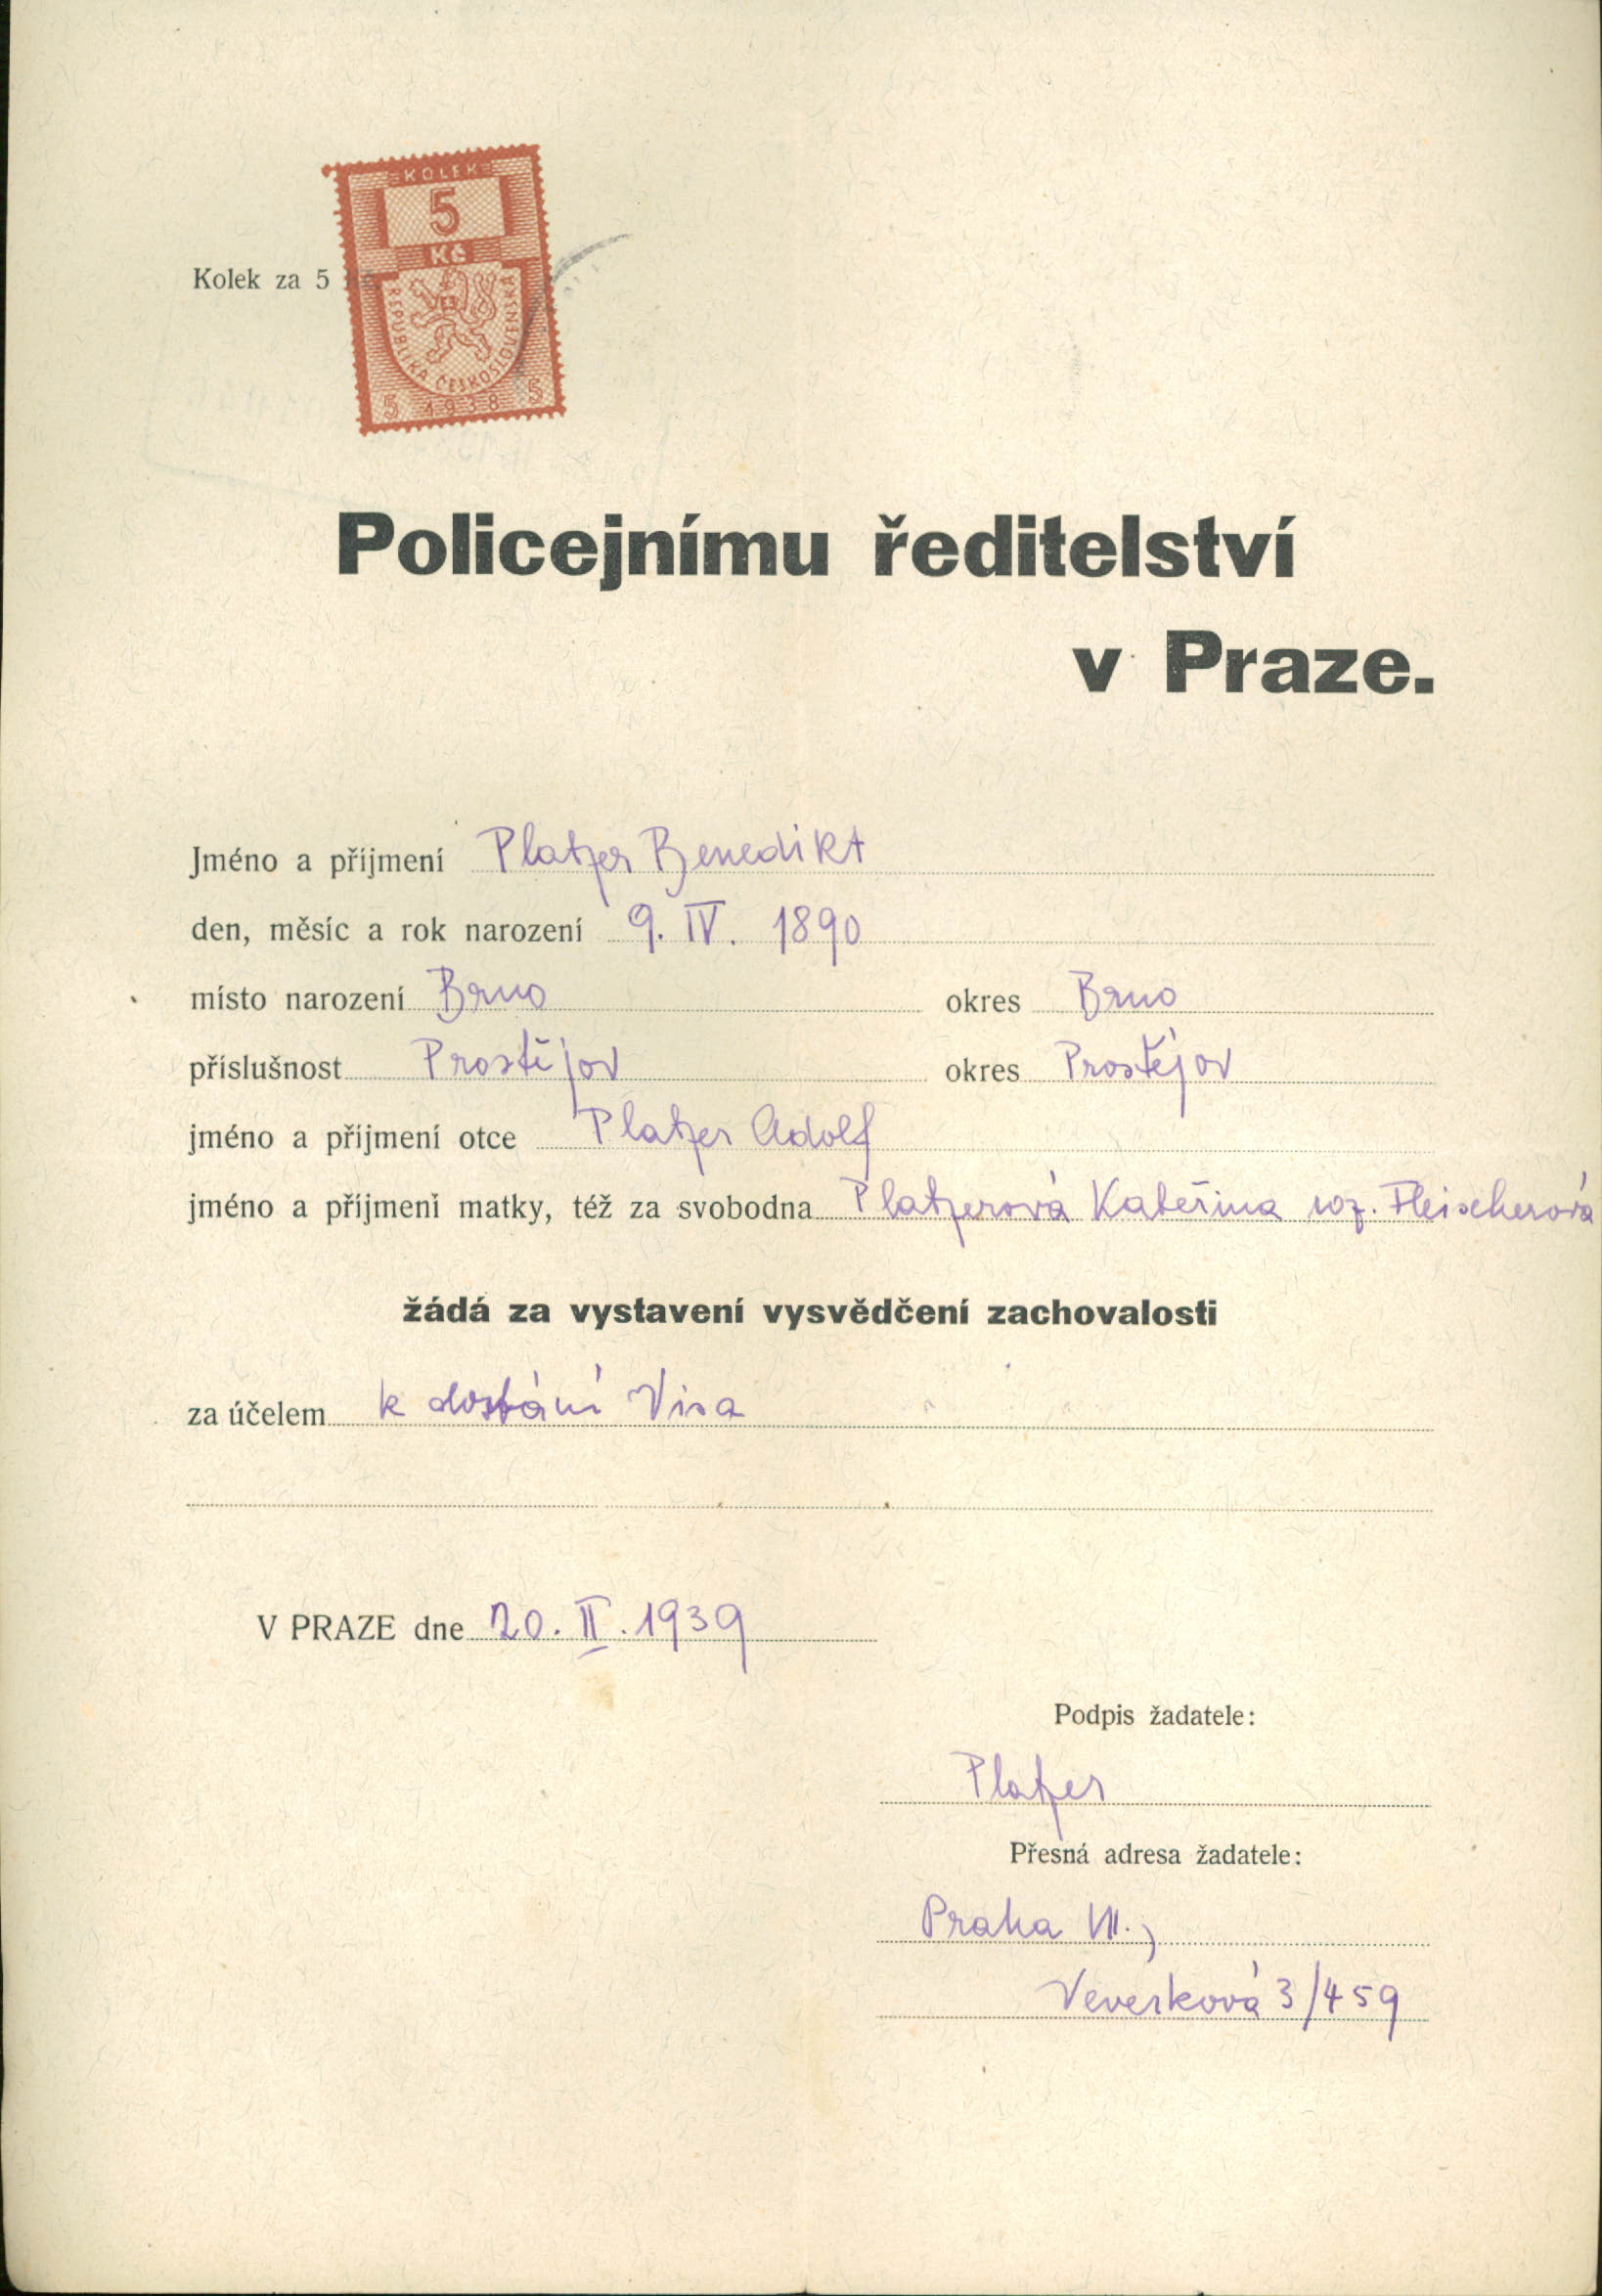 KOLEK
5
Kč
Kolek za 5
REPUBLIKA ČESKOSLOVENSKÁ
5 1938 5
Policejnímu ředitelství
v Praze.
Jméno a příjmení Platzer Benedikt
den, měsíc a rok narození 9. IV. 1890
místo narození Brno okres Brno
příslušnost Prostějov okres Prostějov
jméno a příjmení otce Platzer Adolf
jméno a příjmení matky, též za svobodna Platzerová Kateřina roz. Fleischerová
žádá za vystavení vysvědčení zachovalosti
za účelem k dostání Visa
V PRAZE dne 20. II. 1939
Podpis žadatele:
Platzer
Přesná adresa žadatele:
Praha VII.,
Veverková 3/459